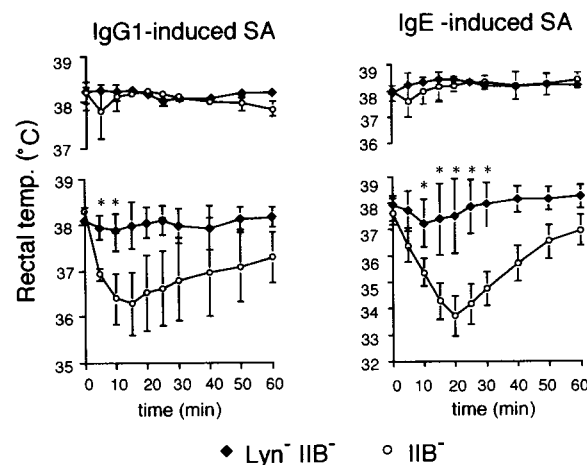 IgG1-induced SA
IgE -induced SA
39
38
37
39
38
37
36
Rectal temp. (°C)
39
38
37
36
35
* *
39
38
37
36
35
34
33
32
* * * * *
0 10 20 30 40 50 60
0 10 20 30 40 50 60
time (min)
time (min)
◆ Lyn⁻ IIB⁻ ○ IIB⁻